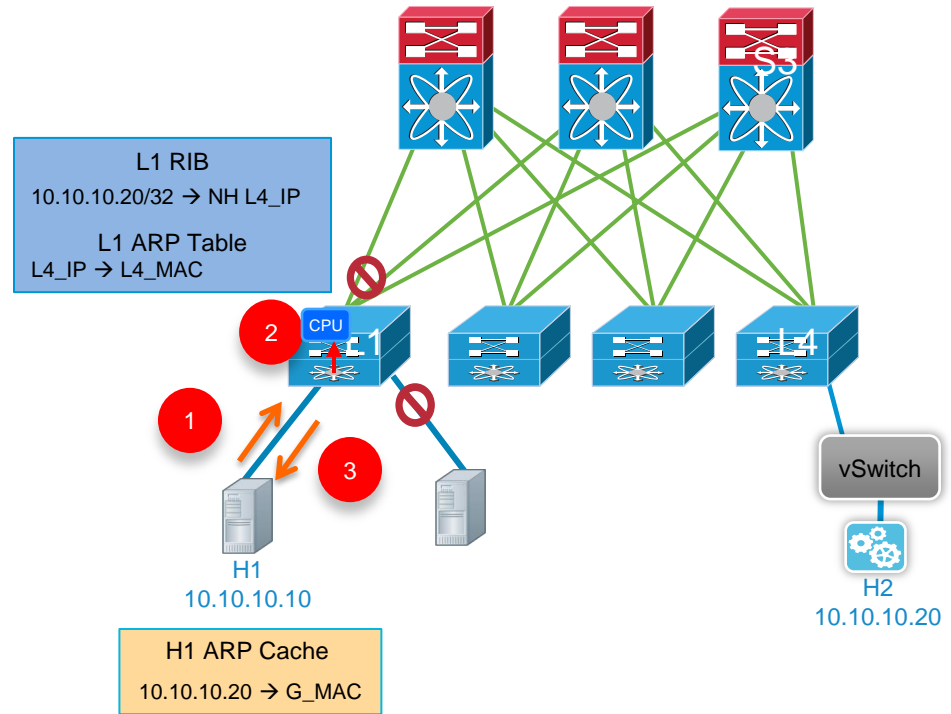 S3
L1 RIB
10.10.10.20/32 → NH L4_IP
L1 ARP Table
L4_IP → L4_MAC
2
CPU
L1
L4
1
3
vSwitch
H1
10.10.10.10
H2
10.10.10.20
H1 ARP Cache
10.10.10.20 → G_MAC